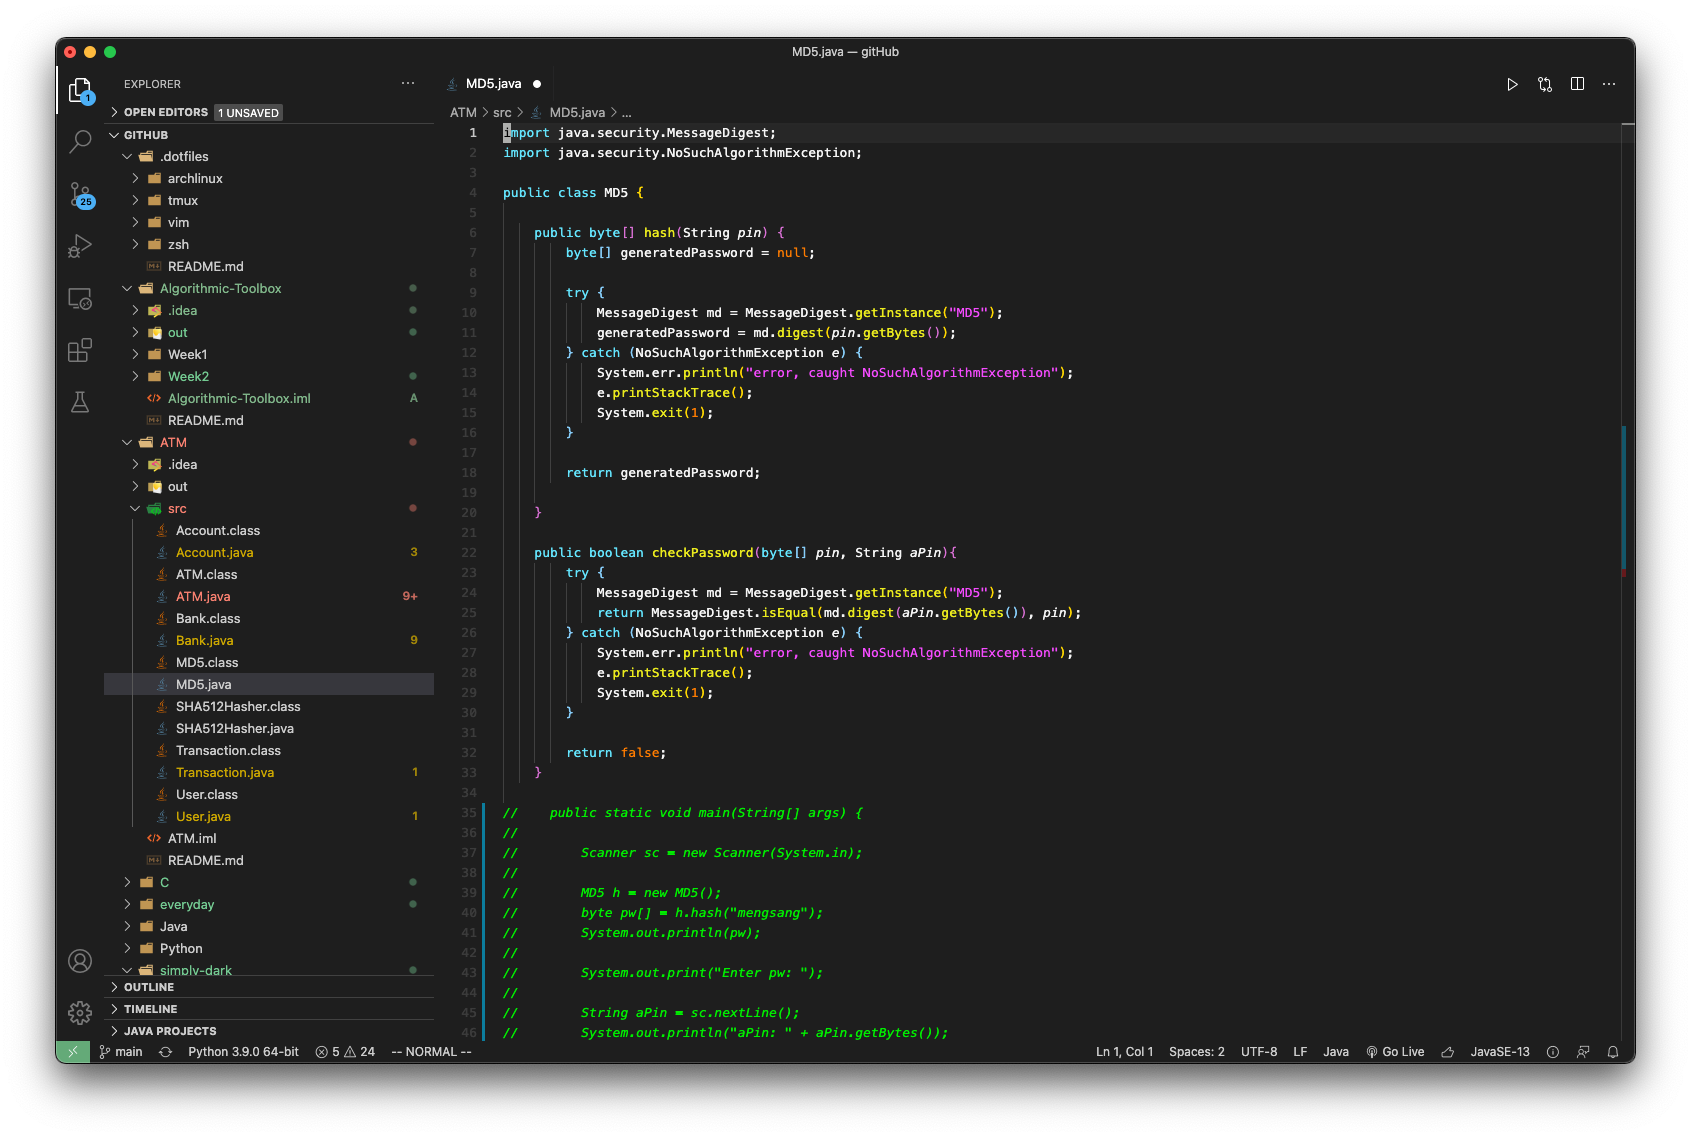 MD5.java — gitHub
EXPLORER
OPEN EDITORS 1 UNSAVED
GITHUB
.dotfiles
archlinux
tmux
vim
zsh
README.md
Algorithmic-Toolbox
.idea
out
Week1
Week2
Algorithmic-Toolbox.iml A
README.md
ATM
.idea
out
src
Account.class
Account.java 3
ATM.class
ATM.java 9+
Bank.class
Bank.java 9
MD5.class
MD5.java
SHA512Hasher.class
SHA512Hasher.java
Transaction.class
Transaction.java 1
User.class
User.java 1
ATM.iml
README.md
C
everyday
Java
Python
simply-dark
OUTLINE
TIMELINE
JAVA PROJECTS
1
25
MD5.java
ATM > src > MD5.java > ...
1 import java.security.MessageDigest;
2 import java.security.NoSuchAlgorithmException;
3
4 public class MD5 {
5
6 public byte[] hash(String pin) {
7 byte[] generatedPassword = null;
8
9 try {
10 MessageDigest md = MessageDigest.getInstance("MD5");
11 generatedPassword = md.digest(pin.getBytes());
12 } catch (NoSuchAlgorithmException e) {
13 System.err.println("error, caught NoSuchAlgorithmException");
14 e.printStackTrace();
15 System.exit(1);
16 }
17
18 return generatedPassword;
19
20 }
21
22 public boolean checkPassword(byte[] pin, String aPin){
23 try {
24 MessageDigest md = MessageDigest.getInstance("MD5");
25 return MessageDigest.isEqual(md.digest(aPin.getBytes()), pin);
26 } catch (NoSuchAlgorithmException e) {
27 System.err.println("error, caught NoSuchAlgorithmException");
28 e.printStackTrace();
29 System.exit(1);
30 }
31
32 return false;
33 }
34
35 // public static void main(String[] args) {
36 //
37 // Scanner sc = new Scanner(System.in);
38 //
39 // MD5 h = new MD5();
40 // byte pw[] = h.hash("mengsang");
41 // System.out.println(pw);
42 //
43 // System.out.print("Enter pw: ");
44 //
45 // String aPin = sc.nextLine();
46 // System.out.println("aPin: " + aPin.getBytes());
main Python 3.9.0 64-bit 5 24 -- NORMAL -- Ln 1, Col 1 Spaces: 2 UTF-8 LF Java Go Live JavaSE-13